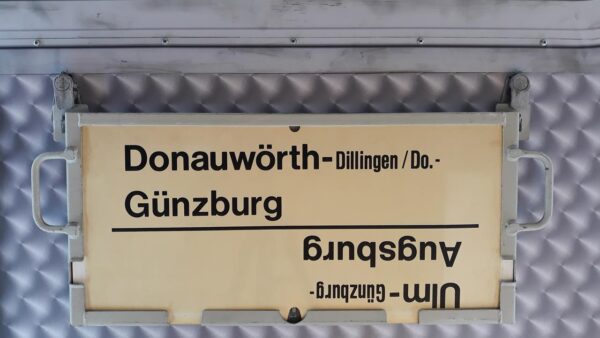 Donauwörth-Dillingen/Do.-
Günzburg
Ulm-Günzburg-
Augsburg